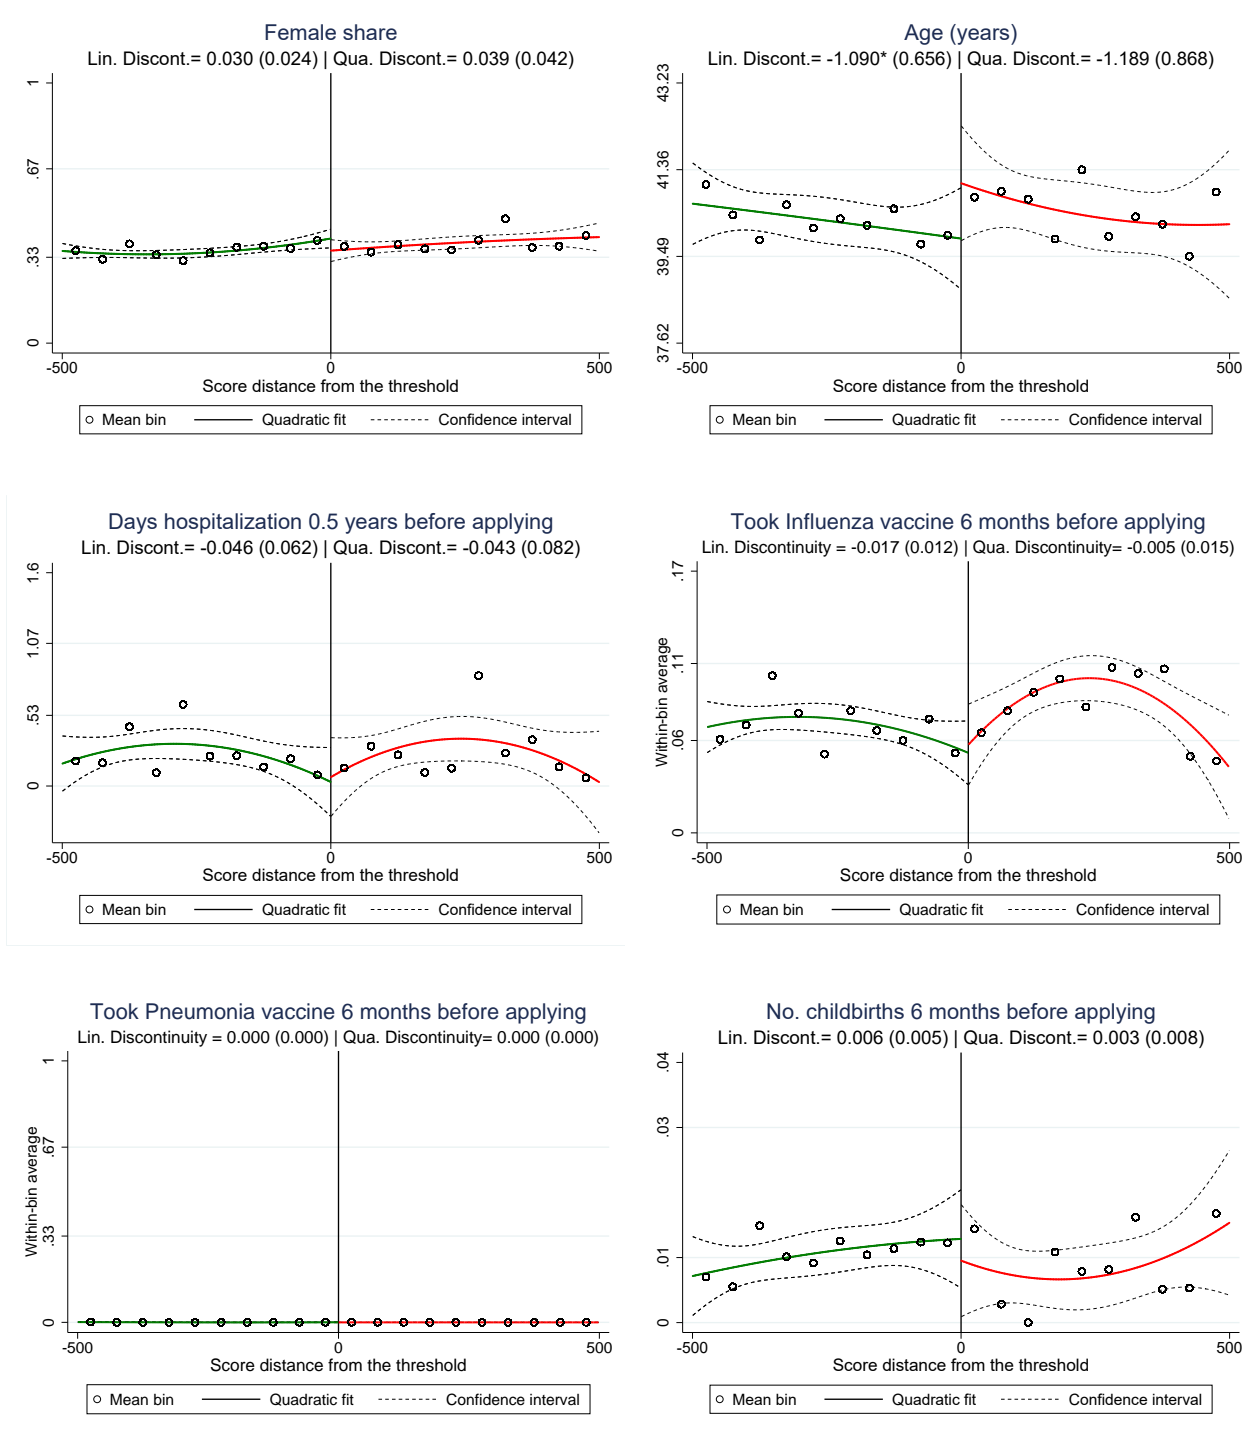 Female share
Lin. Discont.= 0.030 (0.024) | Qua. Discont.= 0.039 (0.042)
1
.67
.33
0
-500 0 500
Score distance from the threshold
Mean bin Quadratic fit Confidence interval
Age (years)
Lin. Discont.= -1.090* (0.656) | Qua. Discont.= -1.189 (0.868)
43.23
41.36
39.49
37.62
-500 0 500
Score distance from the threshold
Mean bin Quadratic fit Confidence interval
Days hospitalization 0.5 years before applying
Lin. Discont.= -0.046 (0.062) | Qua. Discont.= -0.043 (0.082)
1.6
1.07
.53
0
-500 0 500
Score distance from the threshold
Mean bin Quadratic fit Confidence interval
Took Influenza vaccine 6 months before applying
Lin. Discontinuity = -0.017 (0.012) | Qua. Discontinuity= -0.005 (0.015)
Within-bin average
.17
.11
.06
0
-500 0 500
Score distance from the threshold
Mean bin Quadratic fit Confidence interval
Took Pneumonia vaccine 6 months before applying
Lin. Discontinuity = 0.000 (0.000) | Qua. Discontinuity= 0.000 (0.000)
Within-bin average
1
.67
.33
0
-500 0 500
Score distance from the threshold
Mean bin Quadratic fit Confidence interval
No. childbirths 6 months before applying
Lin. Discont.= 0.006 (0.005) | Qua. Discont.= 0.003 (0.008)
.04
.03
.01
0
-500 0 500
Score distance from the threshold
Mean bin Quadratic fit Confidence interval